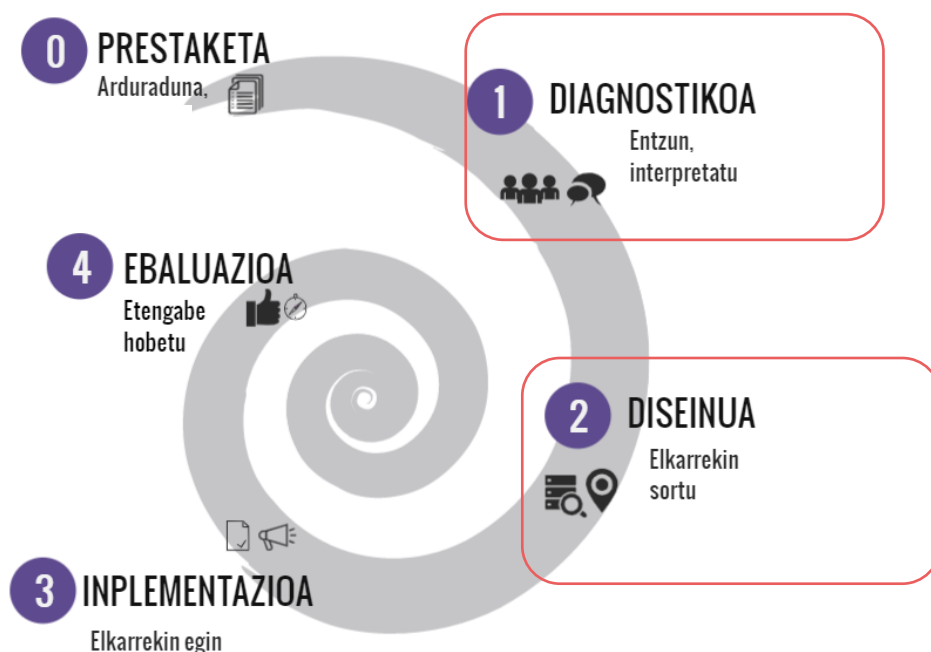 0 PRESTAKETA
Arduraduna,
1 DIAGNOSTIKOA
Entzun,
interpretatu
2 DISEINUA
Elkarrekin
sortu
3 INPLEMENTAZIOA
Elkarrekin egin
4 EBALUAZIOA
Etengabe
hobetu